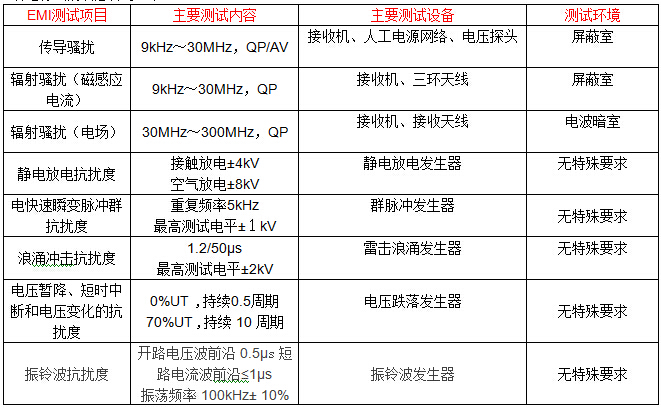 EMI测试项目 主要测试内容 主要测试设备 测试环境
传导骚扰 9kHz~30MHz，QP/AV 接收机、人工电源网络、电压探头 屏蔽室
辐射骚扰（磁感应
电流） 9kHz~30MHz，QP 接收机、三环天线 屏蔽室
辐射骚扰（电场） 30MHz~300MHz，QP 接收机、接收天线 电波暗室
静电放电抗扰度 接触放电±4kV
空气放电±8kV 静电放电发生器 无特殊要求
电快速瞬变脉冲群
抗扰度 重复频率5kHz
最高测试电平±１kV 群脉冲发生器 无特殊要求
浪涌冲击抗扰度 1.2/50μs
最高测试电平±2kV 雷击浪涌发生器 无特殊要求
电压暂降、短时中
断和电压变化的抗
扰度 0%UT ，持续0.5周期
70%UT，持续 10 周期 电压跌落发生器 无特殊要求
振铃波抗扰度 开路电压波前沿 0.5μs 短
路电流波前沿≤1μs
振荡频率 100kHz± 10% 振铃波发生器 无特殊要求